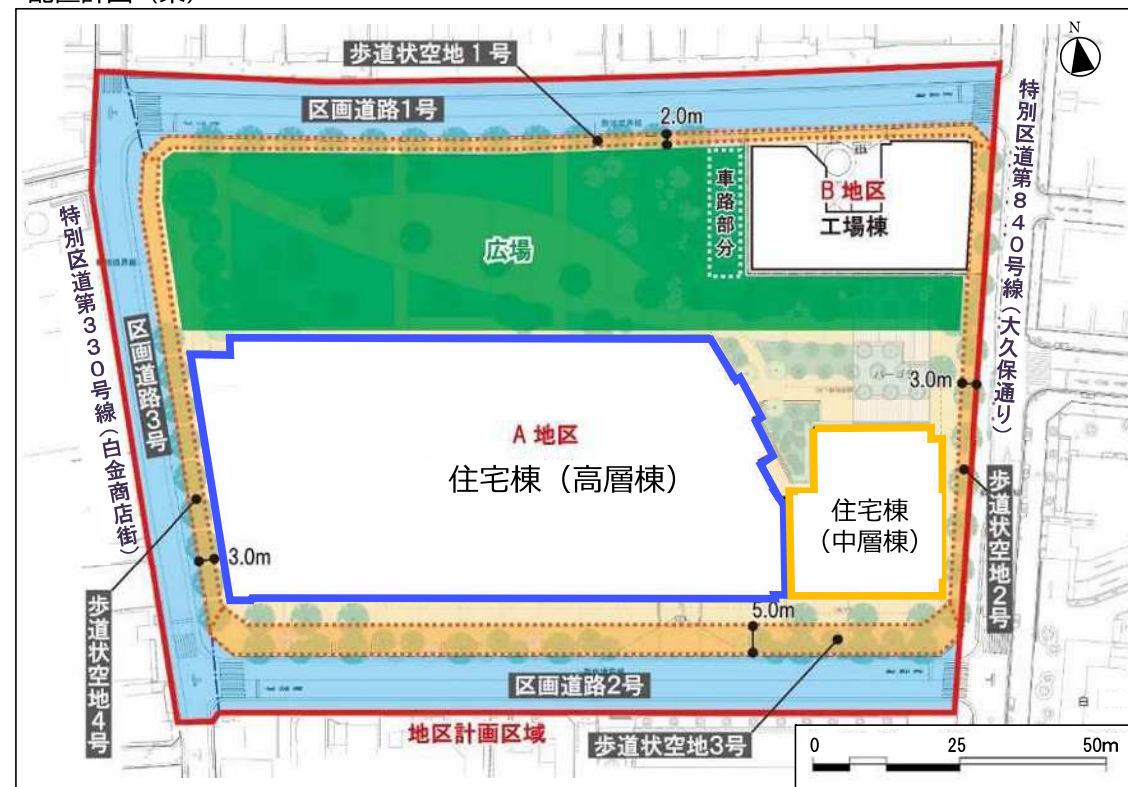 配置計画（案）
歩道状空地1号
N
区画道路1号
2.0m
車路部分
B 地区
工場棟
広場
特別区道第330号線（白金商店街）
特別区道第840号線（大久保通り）
区画道路3号
パーゴラ
3.0m
A 地区
住宅棟（高層棟）
住宅棟
（中層棟）
歩道状空地2号
3.0m
5.0m
歩道状空地4号
区画道路2号
地区計画区域
歩道状空地3号
白
0 25 50m